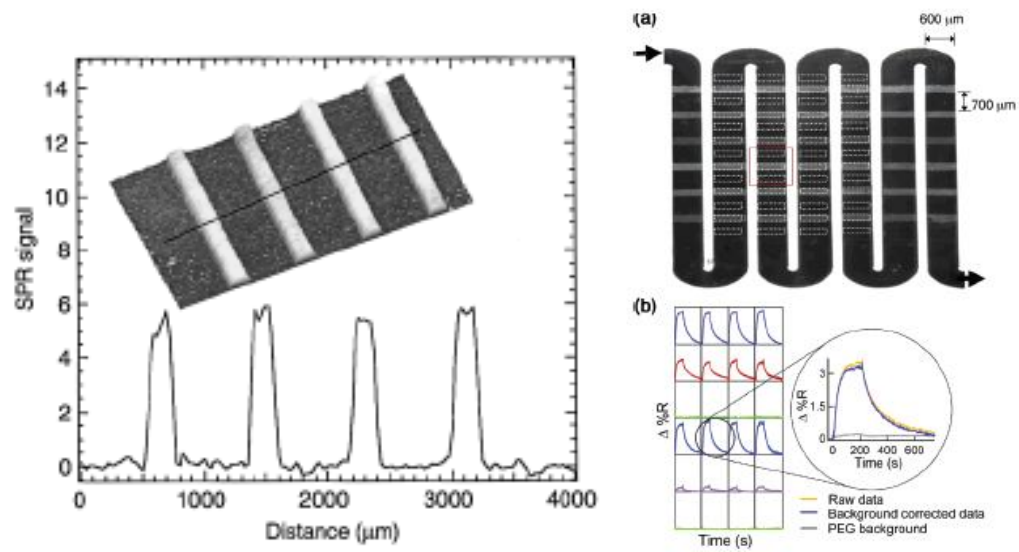 14
12
10
8
6
4
2
0
SPR signal
0 1000 2000 3000 4000
Distance (μm)
(a)
600 μm
700 μm
(b)
Δ %R
Time (s)
3
1.5
0
Δ %R
0 200 400 600
Time (s)
Raw data
Background corrected data
PEG background